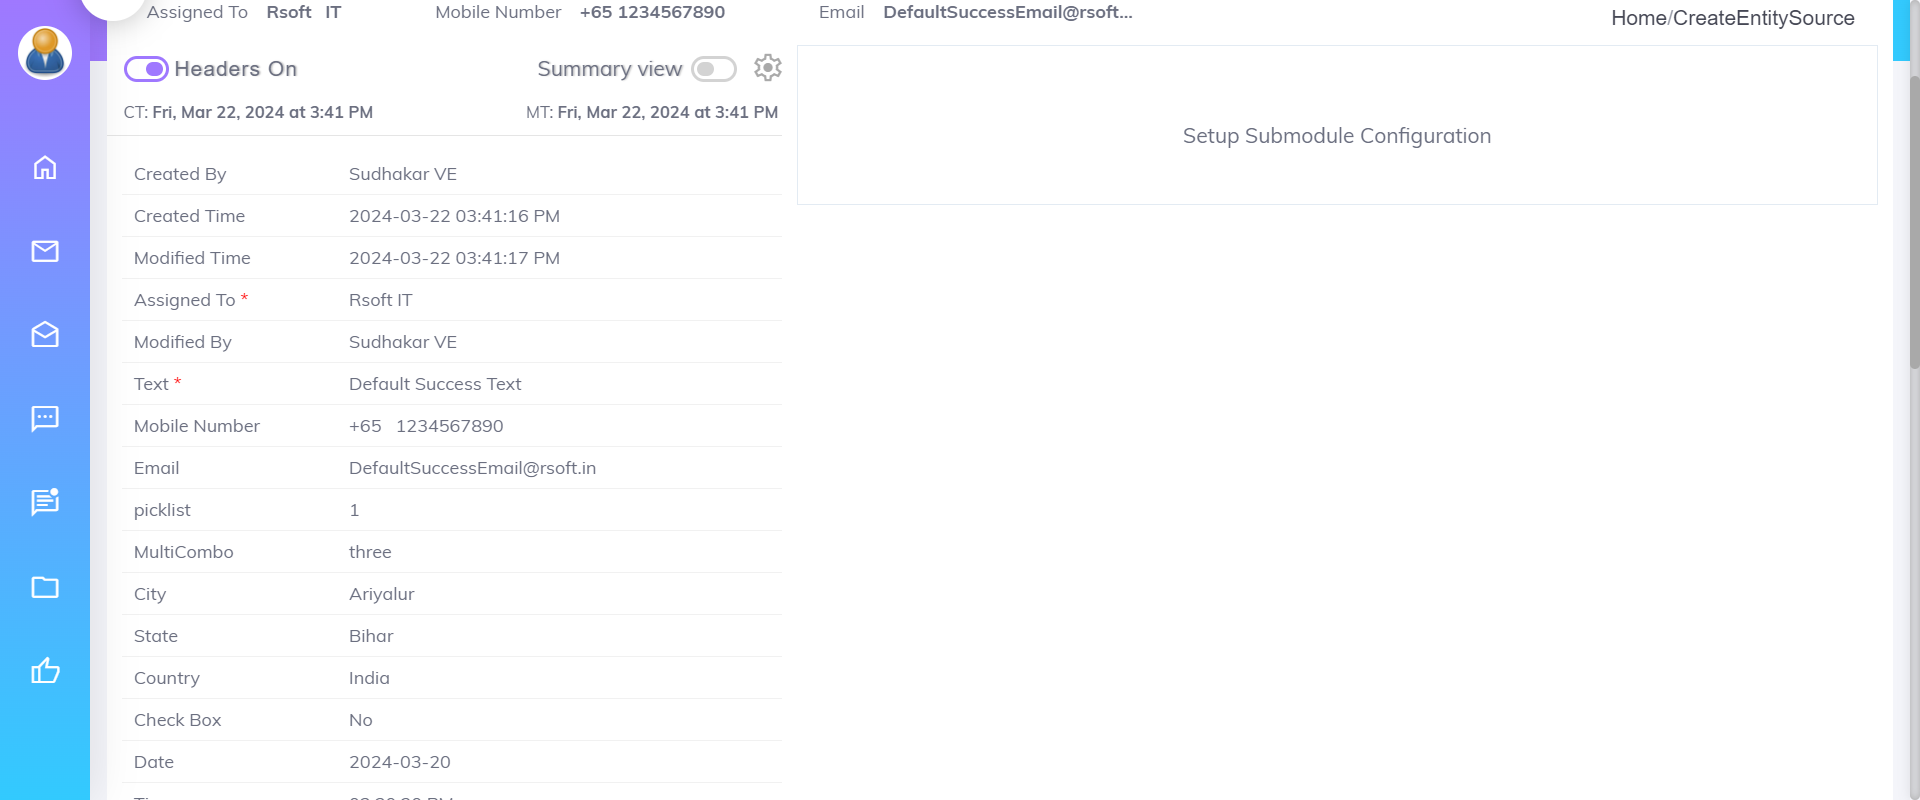 Assigned To Rsoft IT Mobile Number +65 1234567890 Email DefaultSuccessEmail@rsoft...
Home/CreateEntitySource
Headers On Summary view
CT: Fri, Mar 22, 2024 at 3:41 PM MT: Fri, Mar 22, 2024 at 3:41 PM
Setup Submodule Configuration
Created By Sudhakar VE
Created Time 2024-03-22 03:41:16 PM
Modified Time 2024-03-22 03:41:17 PM
Assigned To * Rsoft IT
Modified By Sudhakar VE
Text * Default Success Text
Mobile Number +65 1234567890
Email DefaultSuccessEmail@rsoft.in
picklist 1
MultiCombo three
City Ariyalur
State Bihar
Country India
Check Box No
Date 2024-03-20